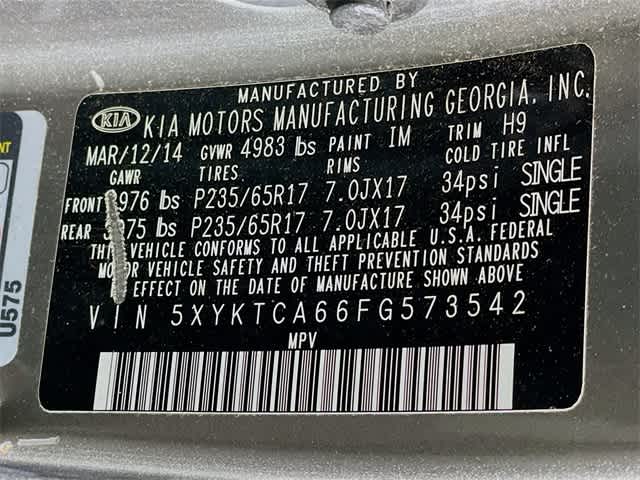 MANUFACTURED BY
KIA KIA MOTORS MANUFACTURING GEORGIA, INC.
MAR/12/14 GVWR 4983 lbs PAINT IM TRIM H9
GAWR TIRES RIMS COLD TIRE INFL
FRONT lbs P235/65R17 7.0JX17 34psi SINGLE
REAR lbs P235/65R17 7.0JX17 34psi SINGLE
THIS VEHICLE CONFORMS TO ALL APPLICABLE U.S.A. FEDERAL
MOTOR VEHICLE SAFETY AND THEFT PREVENTION STANDARDS
EFFECT ON THE DATE OF MANUFACTURE SHOWN ABOVE
VIN 5XYKTCA66FG573542
MPV
U575